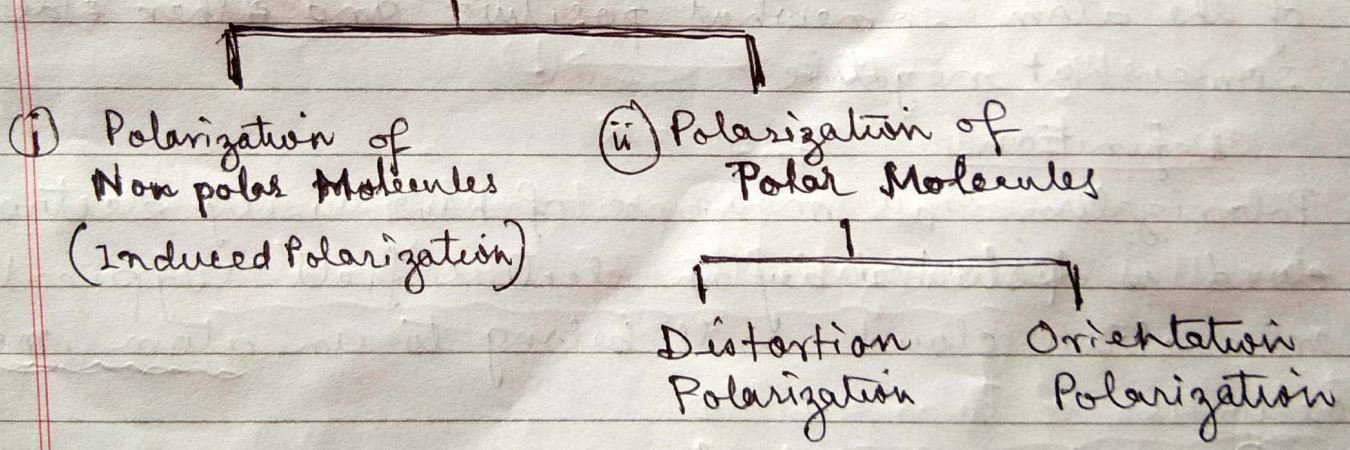 i Polarization of
Non polar Molecules
(Induced Polarization)
ii Polarization of
Polar Molecules
Distortion
Polarization
Orientation
Polarization